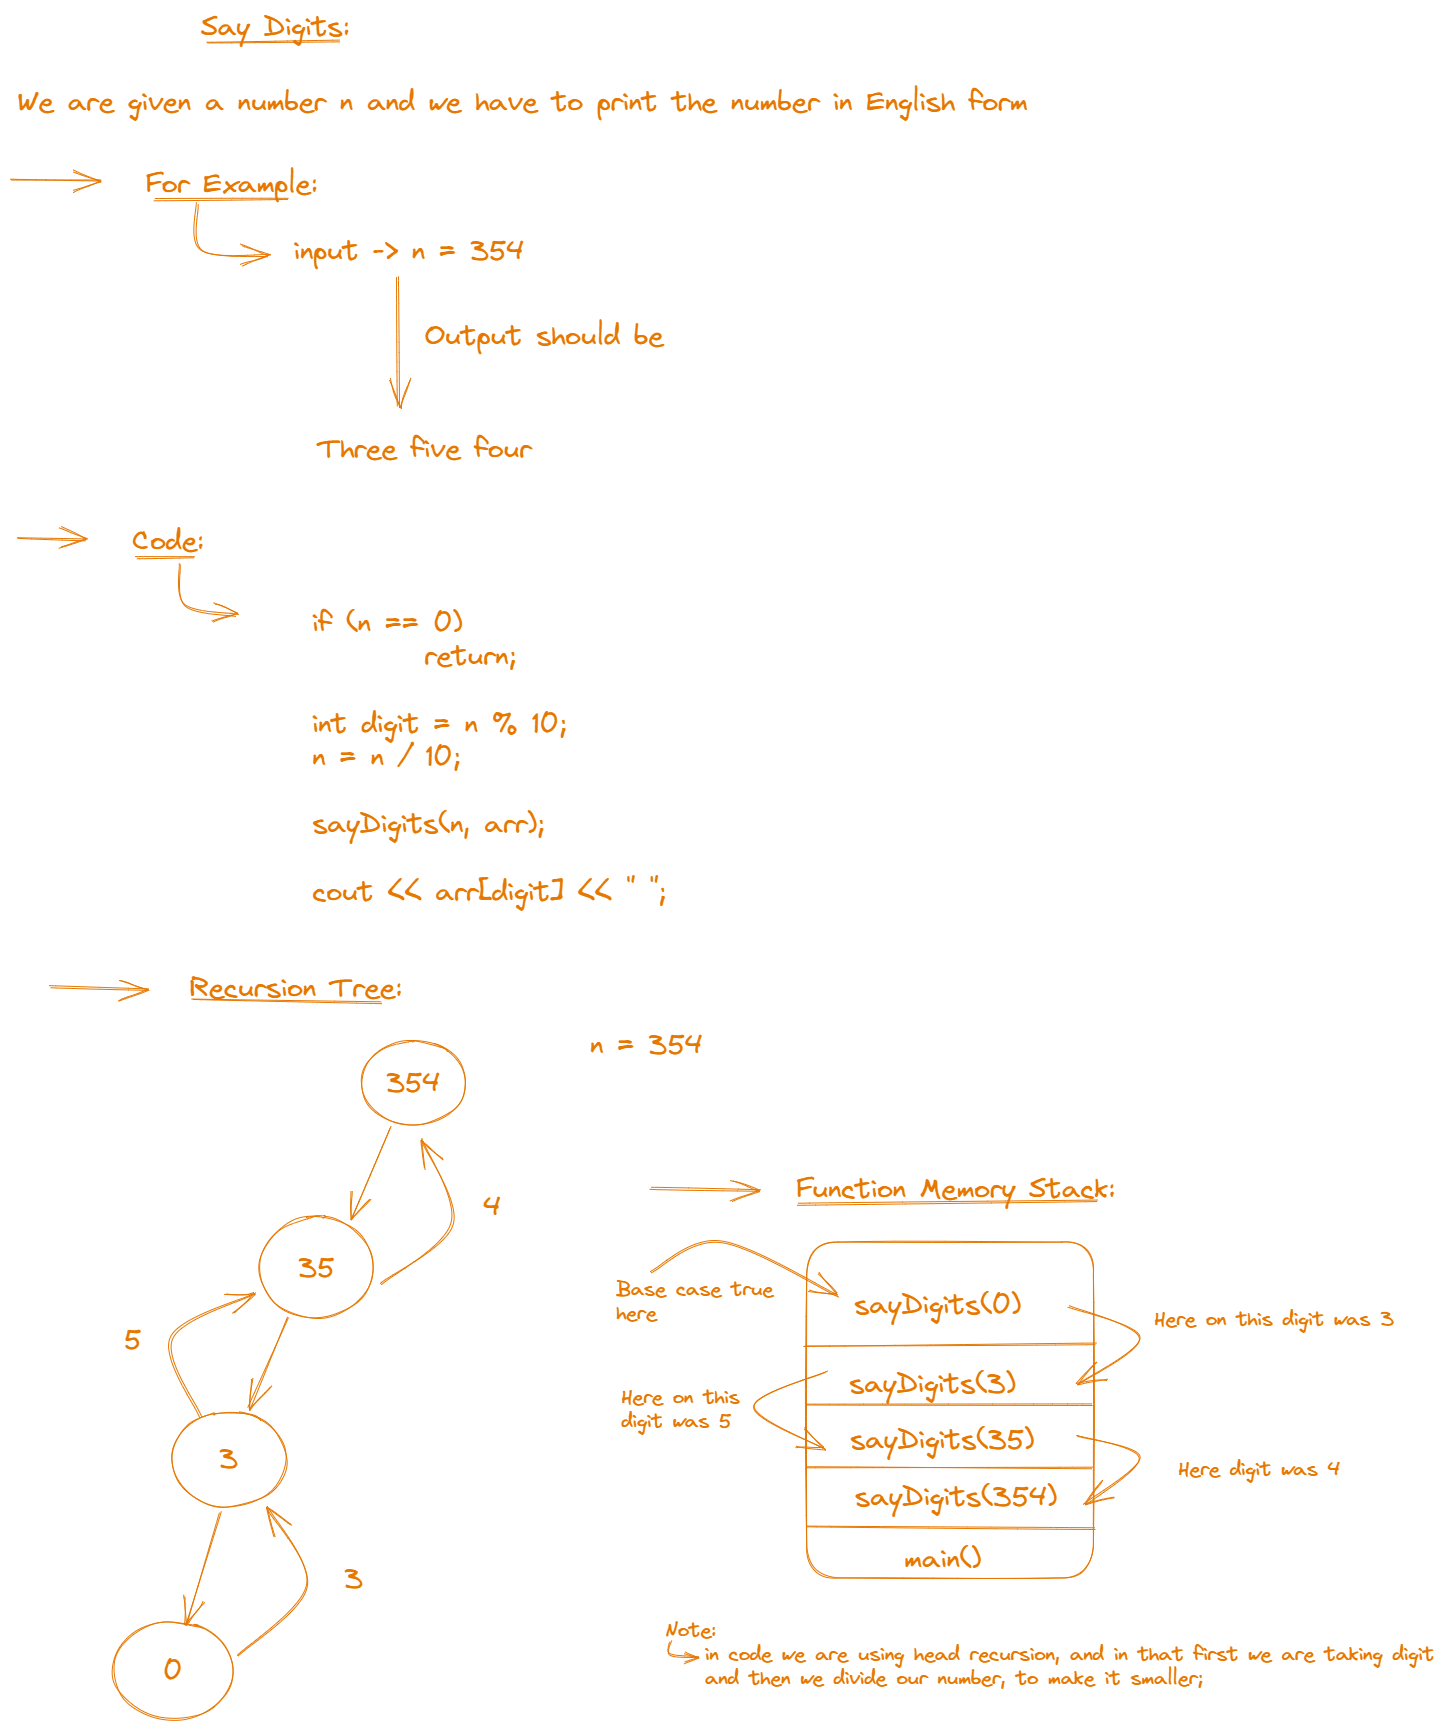 Say Digits:
We are given a number n and we have to print the number in English form
For Example:
input -> n = 354
Output should be
Three five four
Code:
if (n == 0)
return;
int digit = n % 10;
n = n / 10;
sayDigits(n, arr);
cout << arr[digit] << " ";
Recursion Tree:
n = 354
354
4
35
5
3
3
0
Function Memory Stack:
Base case true
here
sayDigits(0)
Here on this digit was 3
sayDigits(3)
Here on this
digit was 5
sayDigits(35)
Here digit was 4
sayDigits(354)
main()
Note:
in code we are using head recursion, and in that first we are taking digit
and then we divide our number, to make it smaller;